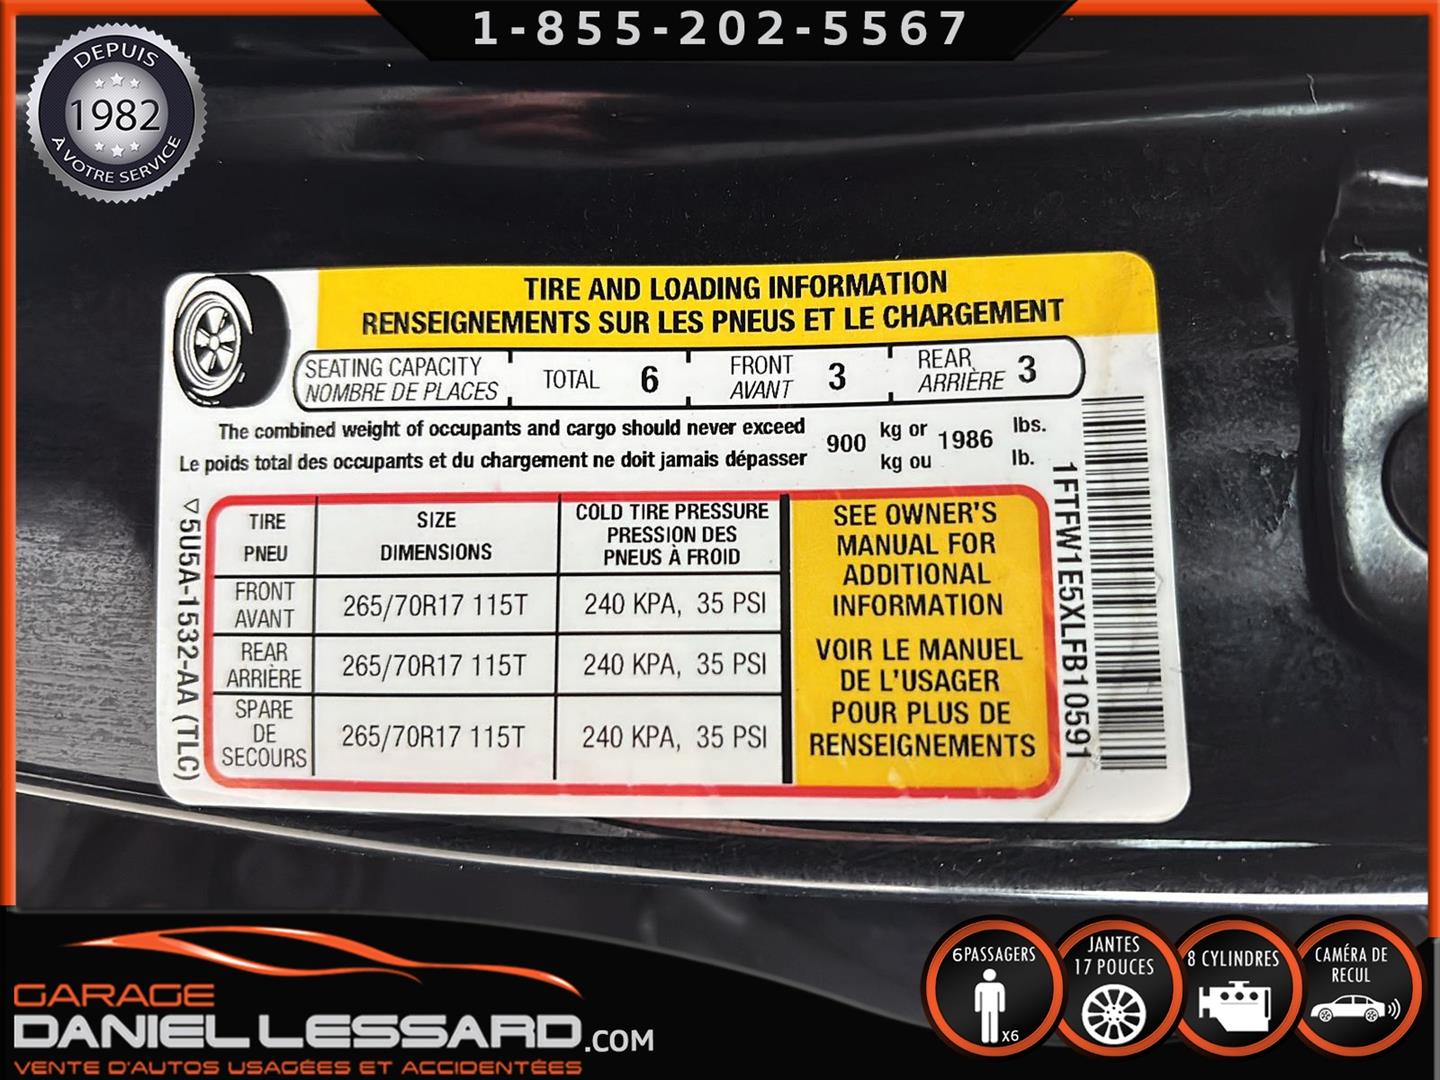 1-855-202-5567
DEPUIS
1982
À VOTRE SERVICE
TIRE AND LOADING INFORMATION
RENSEIGNEMENTS SUR LES PNEUS ET LE CHARGEMENT
SEATING CAPACITY
NOMBRE DE PLACES
TOTAL 6
FRONT
AVANT
3
REAR
ARRIÈRE
3
The combined weight of occupants and cargo should never exceed
Le poids total des occupants et du chargement ne doit jamais dépasser
900
kg or
kg ou
1986
lbs.
lb.
▽5U5A-1532-AA (TLC)
TIRE
PNEU
SIZE
DIMENSIONS
COLD TIRE PRESSURE
PRESSION DES
PNEUS À FROID
FRONT
AVANT
265/70R17 115T
240 KPA, 35 PSI
REAR
ARRIÈRE
265/70R17 115T
240 KPA, 35 PSI
SPARE
DE
SECOURS
265/70R17 115T
240 KPA, 35 PSI
SEE OWNER'S
MANUAL FOR
ADDITIONAL
INFORMATION
VOIR LE MANUEL
DE L'USAGER
POUR PLUS DE
RENSEIGNEMENTS
1FTFW1E5XLFB10591
GARAGE
DANIEL LESSARD.COM
VENTE D'AUTOS USAGÉES ET ACCIDENTÉES
6 PASSAGERS
X6
JANTES
17 POUCES
8 CYLINDRES
CAMÉRA DE
RECUL